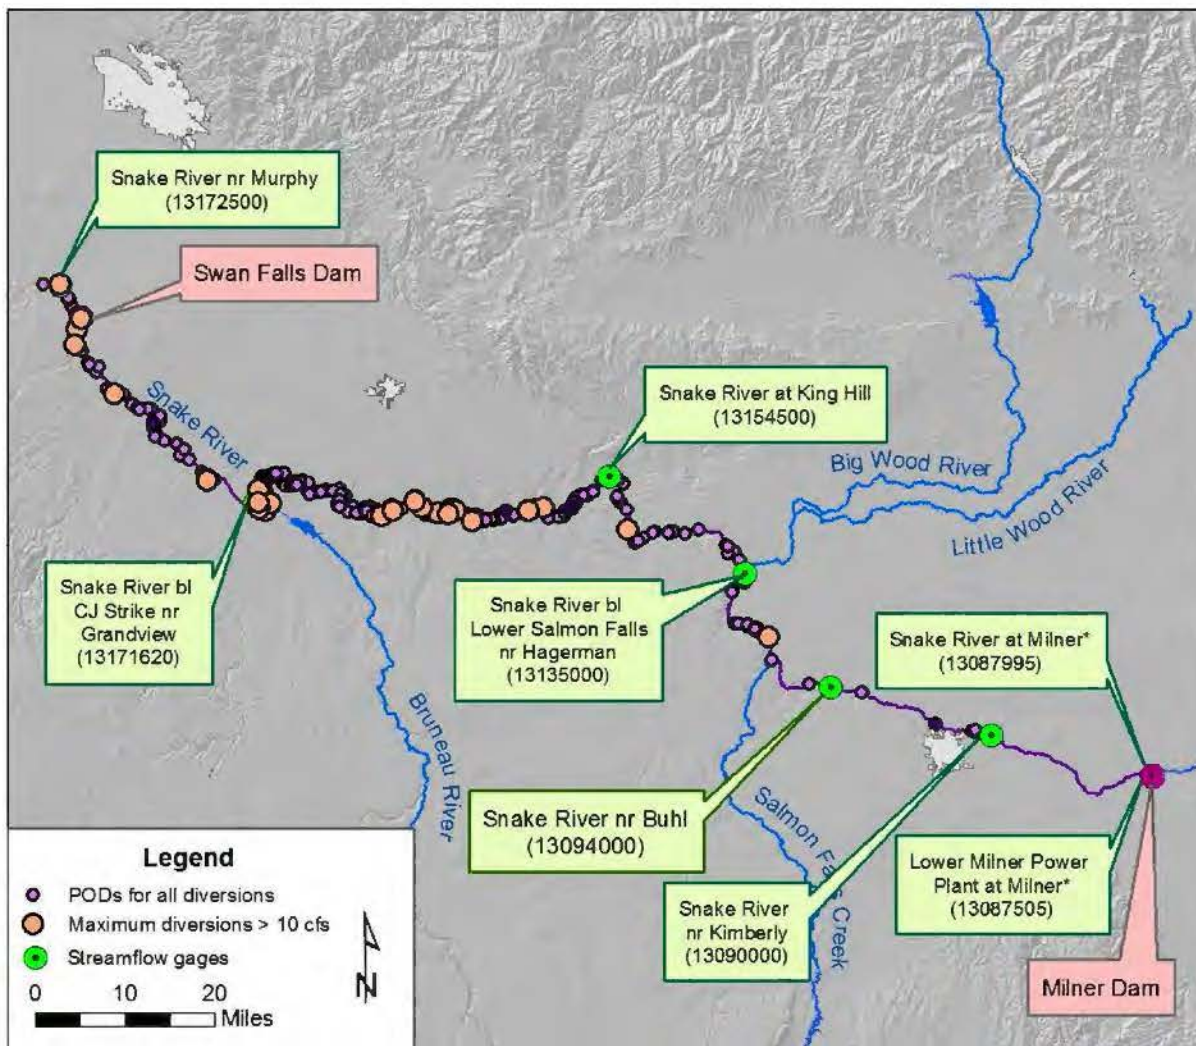 Snake River nr Murphy
(13172500)
Swan Falls Dam
Snake River
Snake River at King Hill
(13154500)
Big Wood River
Little Wood River
Snake River bl
CJ Strike nr
Grandview
(13171620)
Snake River bl
Lower Salmon Falls
nr Hagerman
(13135000)
Snake River at Milner*
(13087995)
Bruneau River
Snake River nr Buhl
(13094000)
Salmon Falls Creek
Snake River
nr Kimberly
(13090000)
Lower Milner Power
Plant at Milner*
(13087505)
Milner Dam
Legend
PODs for all diversions
Maximum diversions > 10 cfs
Streamflow gages
N
0 10 20
Miles